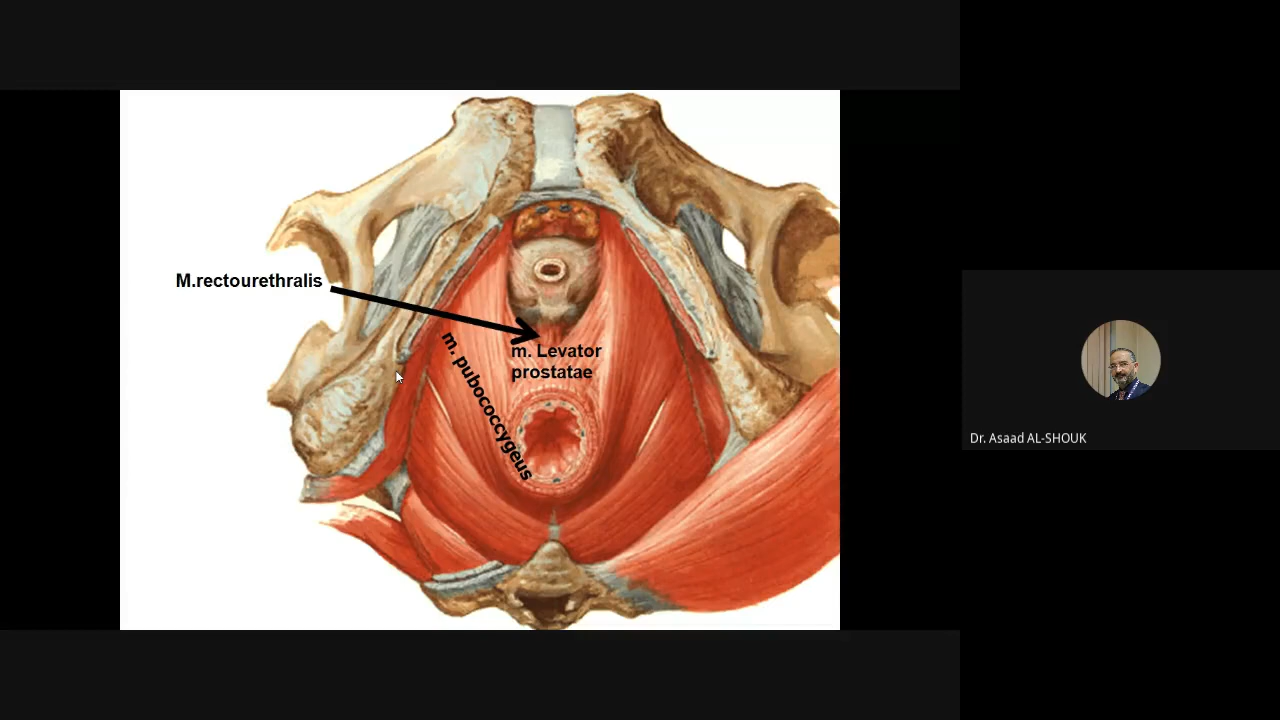 M.rectourethralis
m. Levator
prostatae
m. pubococcygeus
Dr. Asaad AL-SHOUK